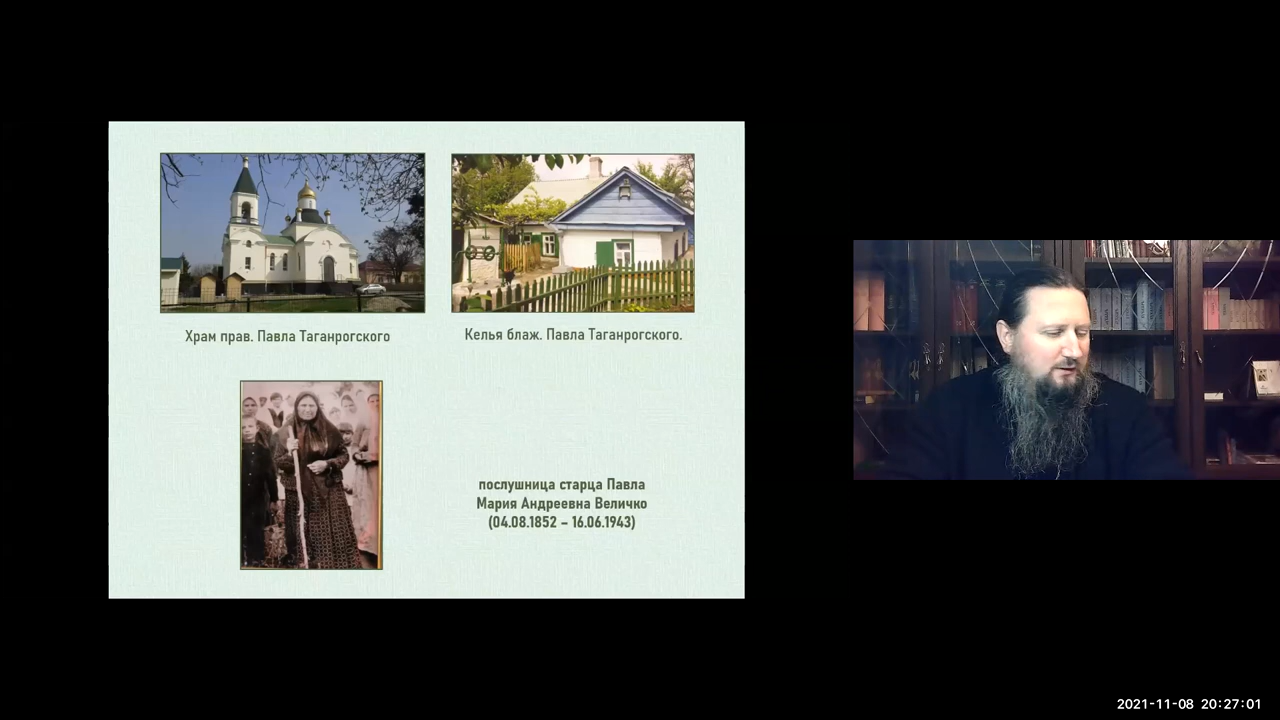 Храм прав. Павла Таганрогского
Келья блаж. Павла Таганрогского.
послушница старца Павла
Мария Андреевна Величко
(04.08.1852 – 16.06.1943)
2021-11-08 20:27:01